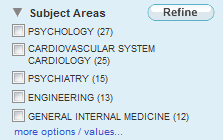 Subject Areas Refine
PSYCHOLOGY (27)
CARDIOVASCULAR SYSTEM
CARDIOLOGY (25)
PSYCHIATRY (15)
ENGINEERING (13)
GENERAL INTERNAL MEDICINE (12)
more options / values...